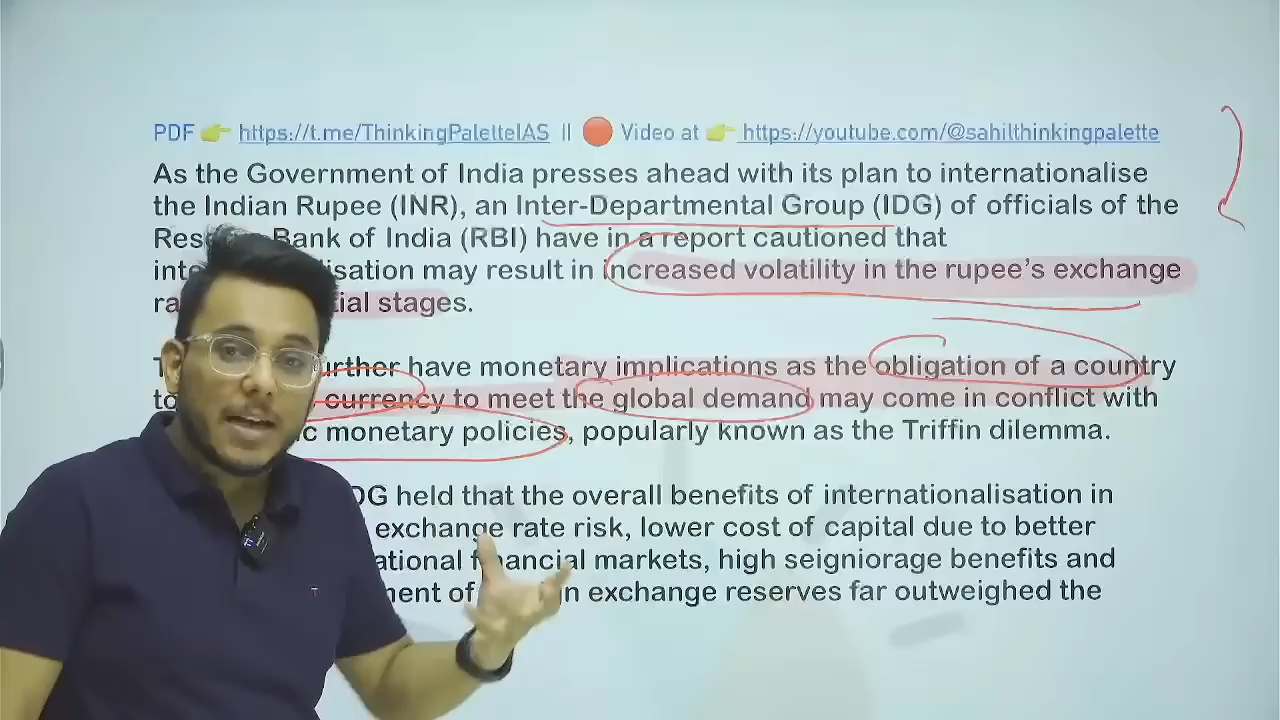 PDF 👉 https://t.me/ThinkingPaletteIAS || 🔴 Video at 👉 https://youtube.com/@sahilthinkingpalette
As the Government of India presses ahead with its plan to internationalise
the Indian Rupee (INR), an Inter-Departmental Group (IDG) of officials of the
Bank of India (RBI) have in a report cautioned that
may result in increased volatility in the rupee's exchange
stages.
have monetary implications as the obligation of a country
currency to meet the global demand may come in conflict with
monetary policies, popularly known as the Triffin dilemma.
held that the overall benefits of internationalisation in
exchange rate risk, lower cost of capital due to better
financial markets, high seigniorage benefits and
exchange reserves far outweighed the